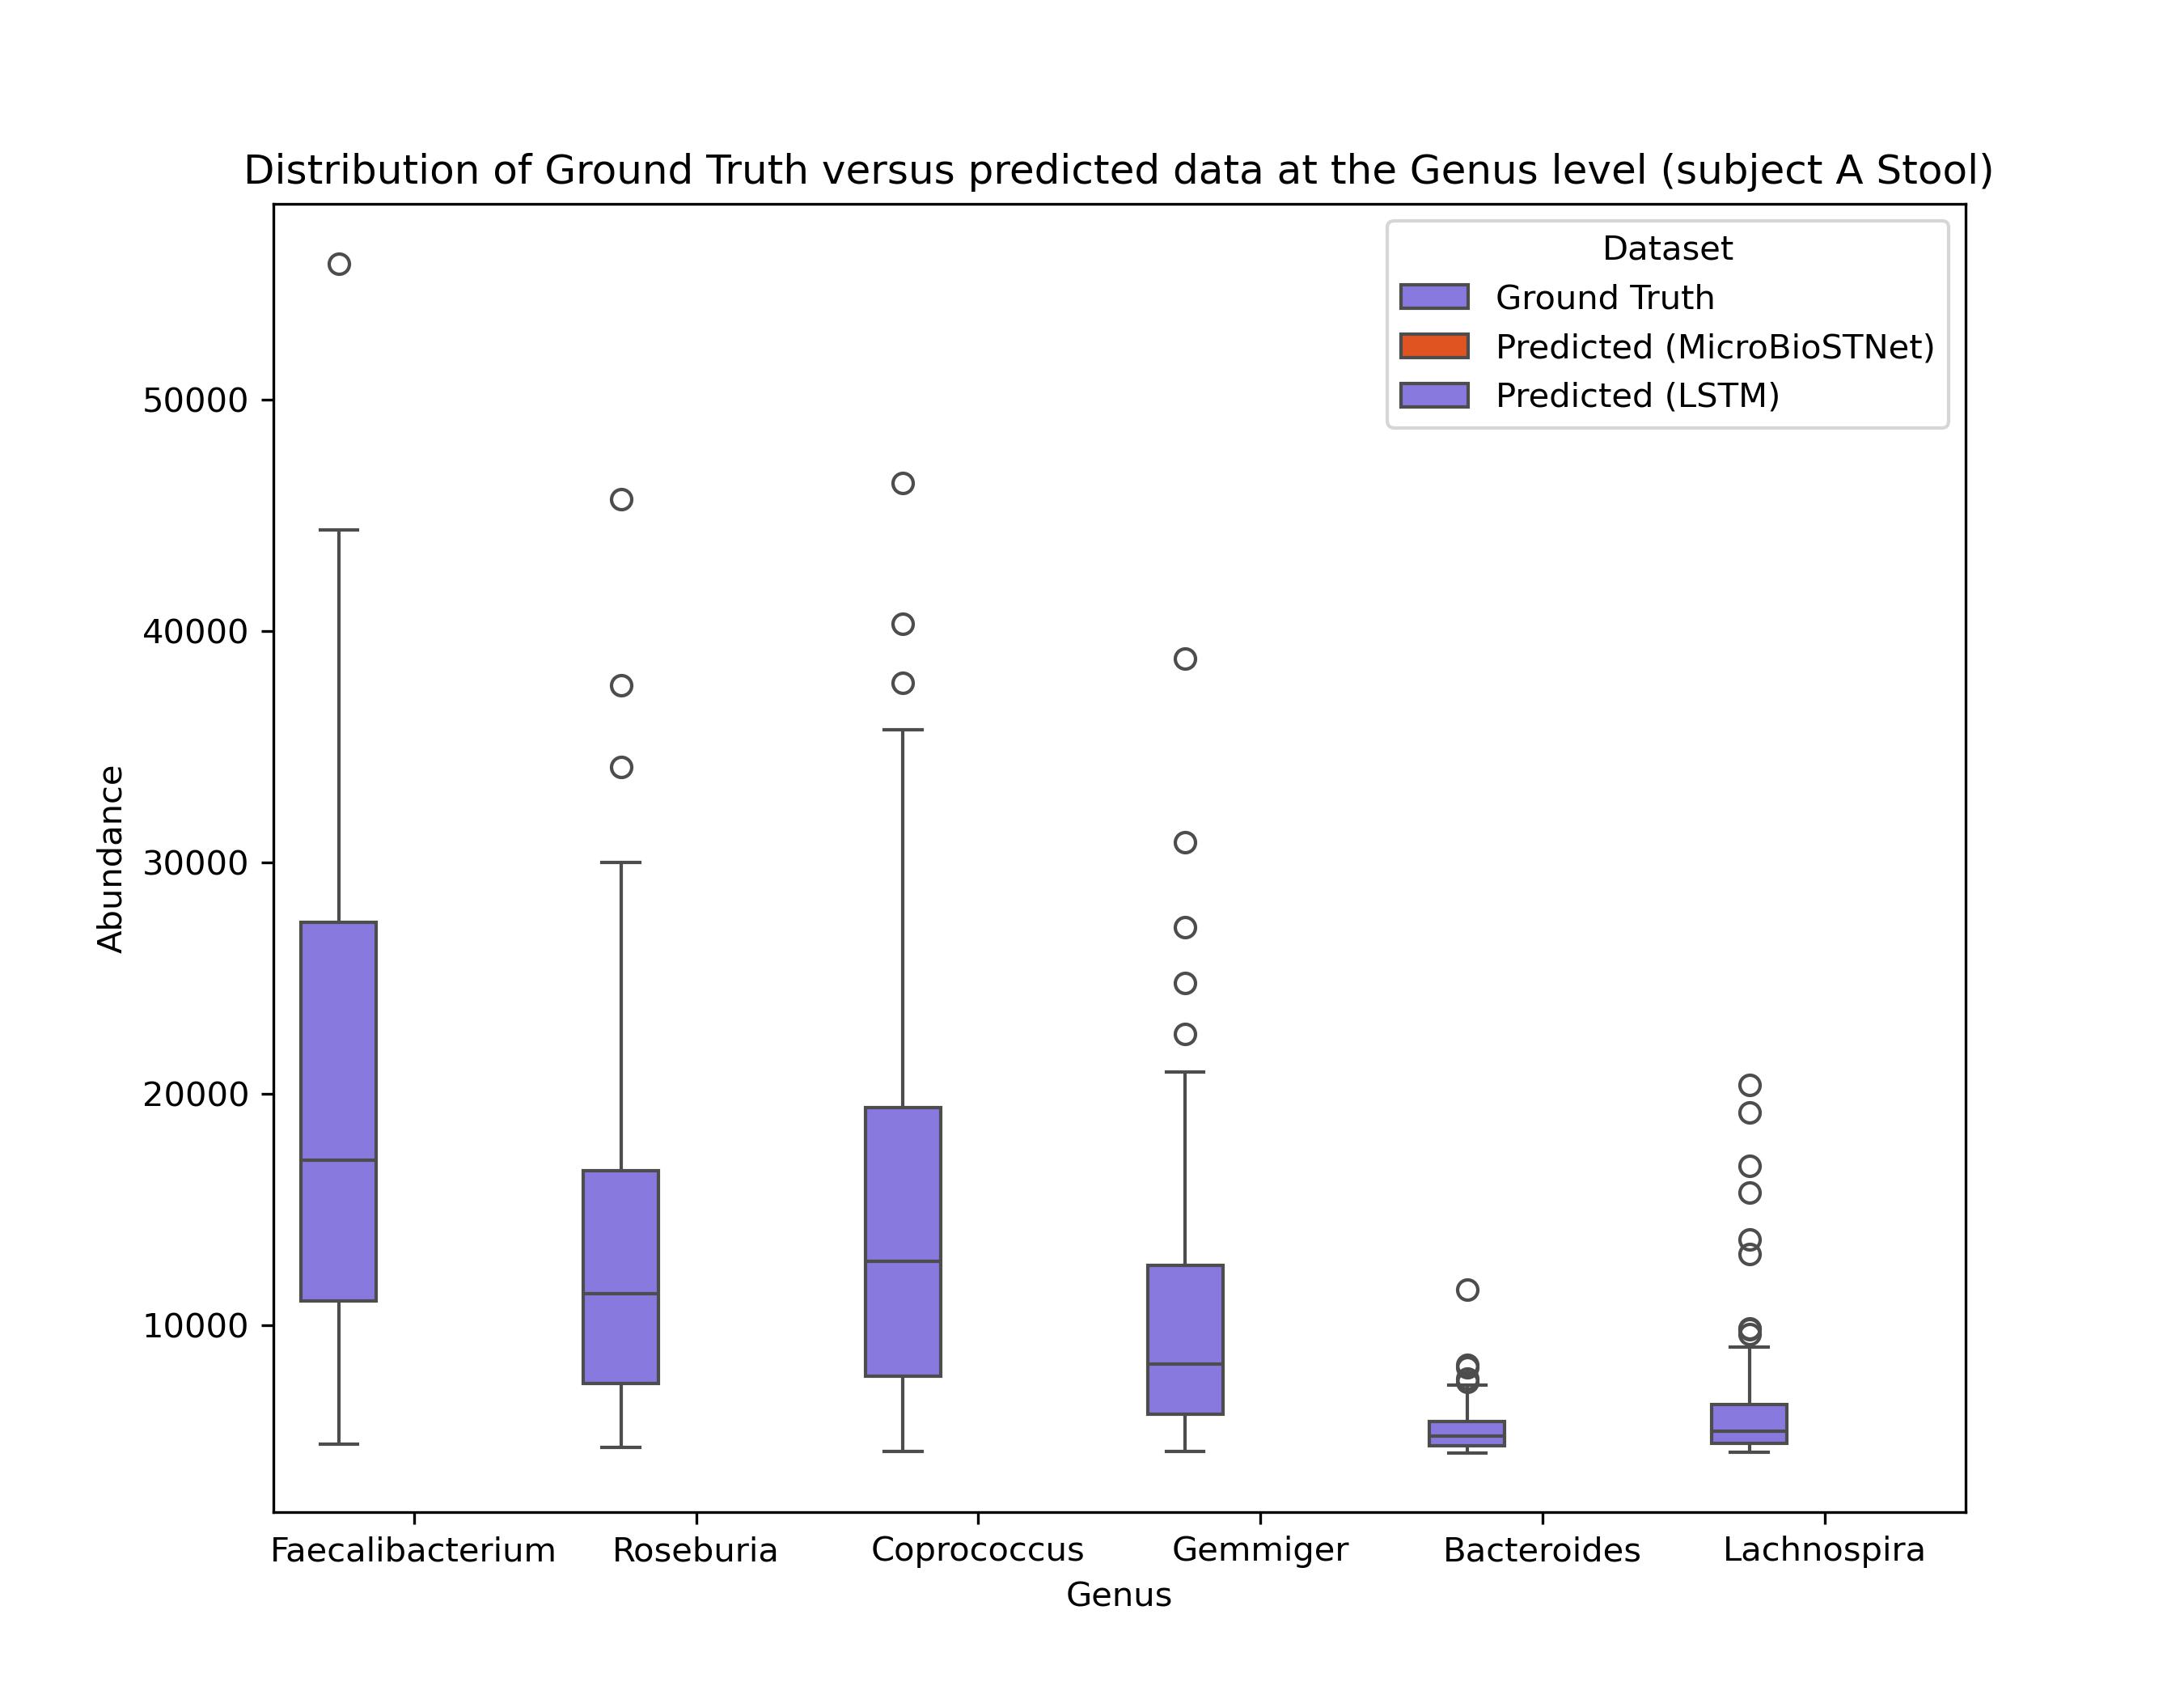 Distribution of Ground Truth versus predicted data at the Genus level (subject A Stool)
Dataset
Ground Truth
Predicted (MicroBioSTNet)
Predicted (LSTM)
50000
40000
30000
20000
10000
Abundance
Faecalibacterium Roseburia Coprococcus Gemmiger Bacteroides Lachnospira
Genus